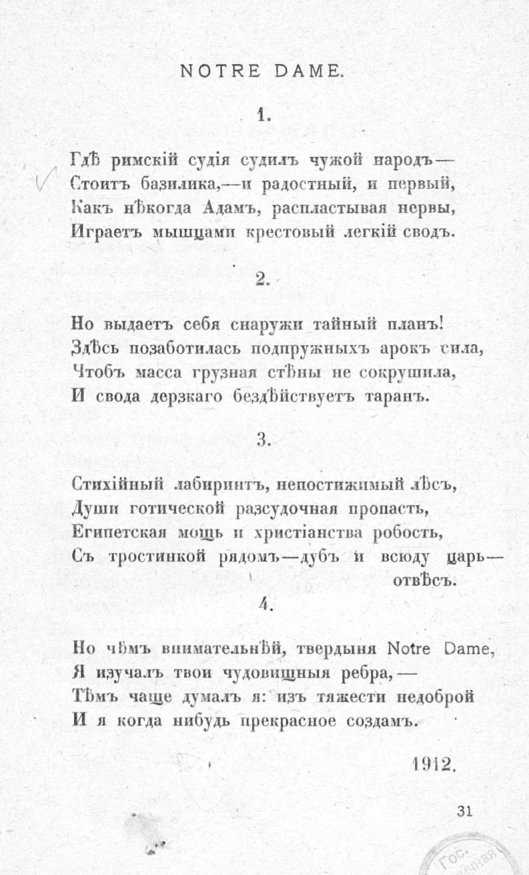 NOTRE DAME.
1.
Гдѣ римскій судія судилъ чужой народъ—
Стоитъ базилика,—и радостный, и первый,
Какъ нѣкогда Адамъ, распластывая нервы,
Играетъ мышцами крестовый легкій сводъ.
2.
Но выдаетъ себя снаружи тайный планъ!
Здѣсь позаботилась подпружныхъ арокъ сила,
Чтобъ масса грузная стѣны не сокрушила,
И свода дерзкаго бездѣйствуетъ таранъ.
3.
Стихійный лабиринтъ, непостижимый лѣсъ,
Души готической разсудочная пропасть,
Египетская мощь и христіанства робость,
Съ тростинкой рядомъ—дубъ и всюду царь—
отвѣсъ.
4.
Но чѣмъ внимательнѣй, твердыня Notre Dame,
Я изучалъ твои чудовищныя ребра,—
Тѣмъ чаще думалъ я: изъ тяжести недоброй
И я когда нибудь прекрасное создамъ.
1912.
31
Гос.